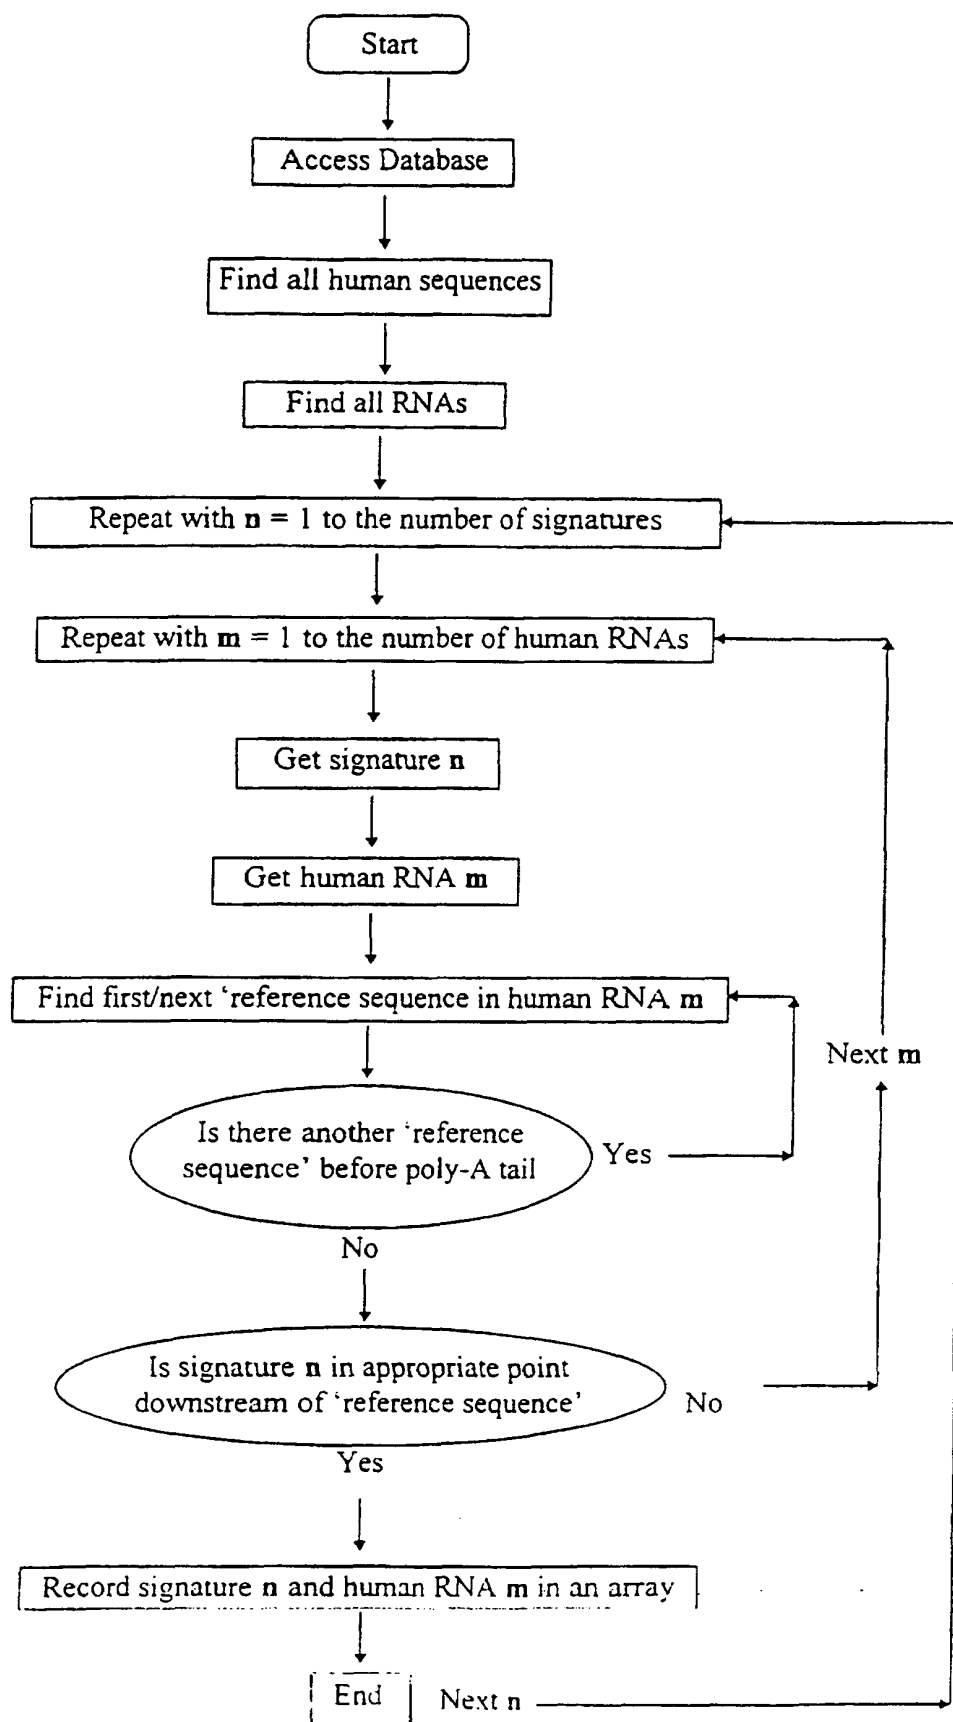 Start
Access Database
Find all human sequences
Find all RNAs
Repeat with n = 1 to the number of signatures
Repeat with m = 1 to the number of human RNAs
Get signature n
Get human RNA m
Find first/next ‘reference sequence in human RNA m
Next m
Is there another ‘reference
sequence’ before poly-A tail
Yes
No
Is signature n in appropriate point
downstream of ‘reference sequence’
No
Yes
Record signature n and human RNA m in an array
End
Next n